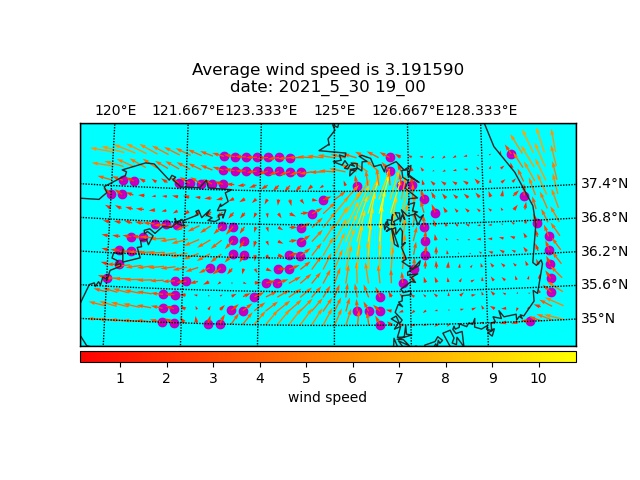 Average wind speed is 3.191590
date: 2021_5_30 19_00
120°E 121.667°E 123.333°E 125°E 126.667°E 128.333°E
37.4°N
36.8°N
36.2°N
35.6°N
35°N
1 2 3 4 5 6 7 8 9 10
wind speed